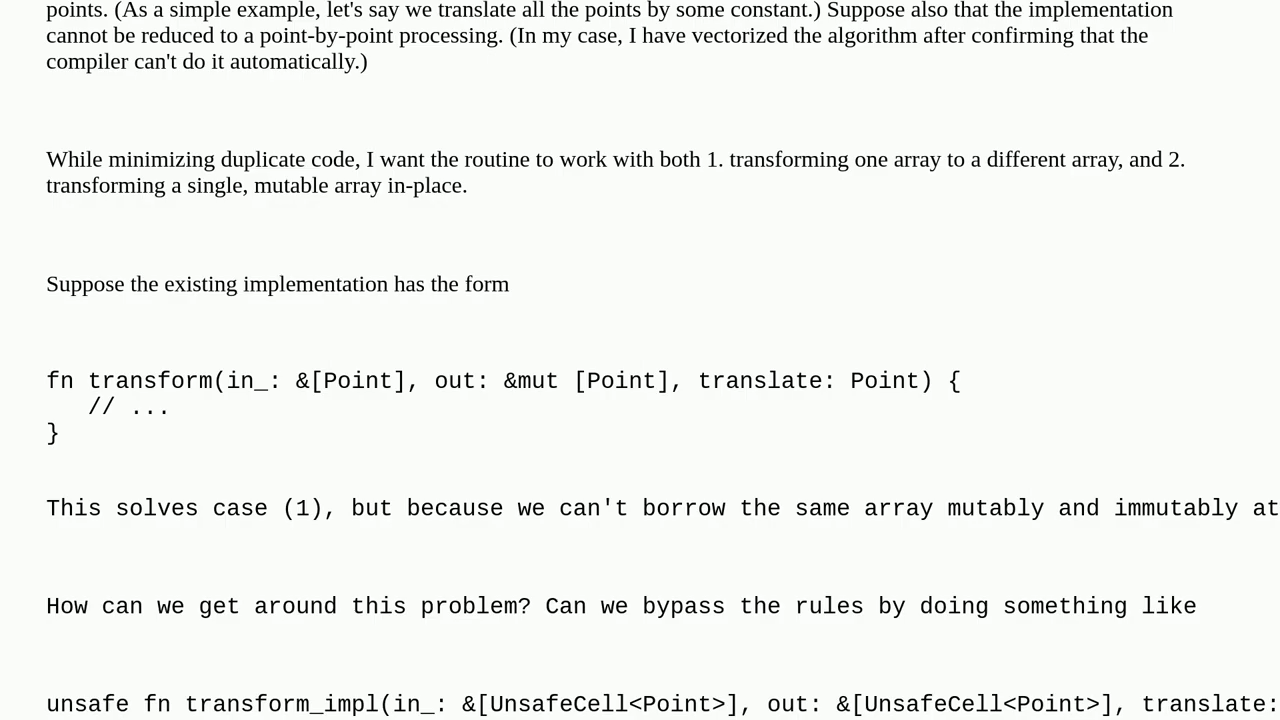 points. (As a simple example, let's say we translate all the points by some constant.) Suppose also that the implementation
cannot be reduced to a point-by-point processing. (In my case, I have vectorized the algorithm after confirming that the
compiler can't do it automatically.)
While minimizing duplicate code, I want the routine to work with both 1. transforming one array to a different array, and 2.
transforming a single, mutable array in-place.
Suppose the existing implementation has the form
fn transform(in_: &[Point], out: &mut [Point], translate: Point) {
   // ...
}
This solves case (1), but because we can't borrow the same array mutably and immutably at
How can we get around this problem? Can we bypass the rules by doing something like
unsafe fn transform_impl(in_: &[UnsafeCell<Point>], out: &[UnsafeCell<Point>], translate: